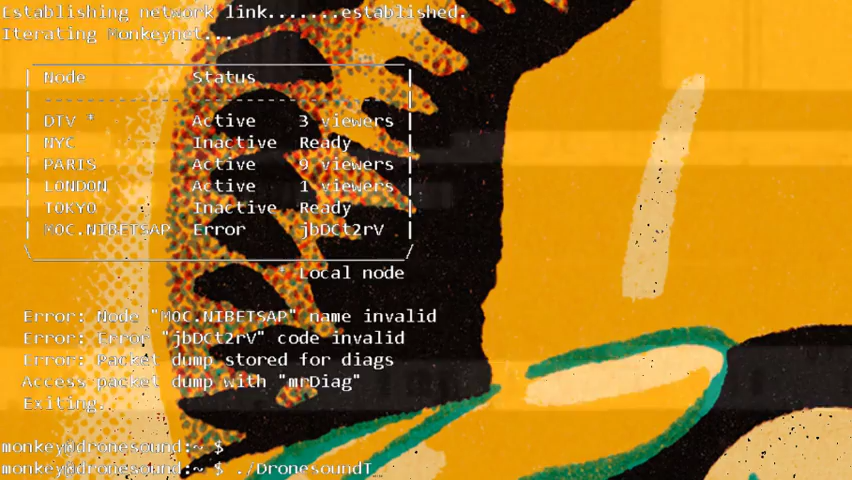 Establishing network link.......established.
Iterating Monkeynet...
Node Status
DTV * Active 3 viewers
NYC Inactive Ready
PARIS Active 9 viewers
LONDON Active 1 viewers
TOKYO Inactive Ready
MOC.NIBETSAP Error jbDCt2rV
* Local node
Error: Node "MOC.NIBETSAP" name invalid
Error: Error "jbDCt2rV" code invalid
Error: Packet dump stored for diags
Access packet dump with "mrDiag"
Exiting..
monkey@dronesound:~ $
monkey@dronesound:~ $ ./DronesoundT